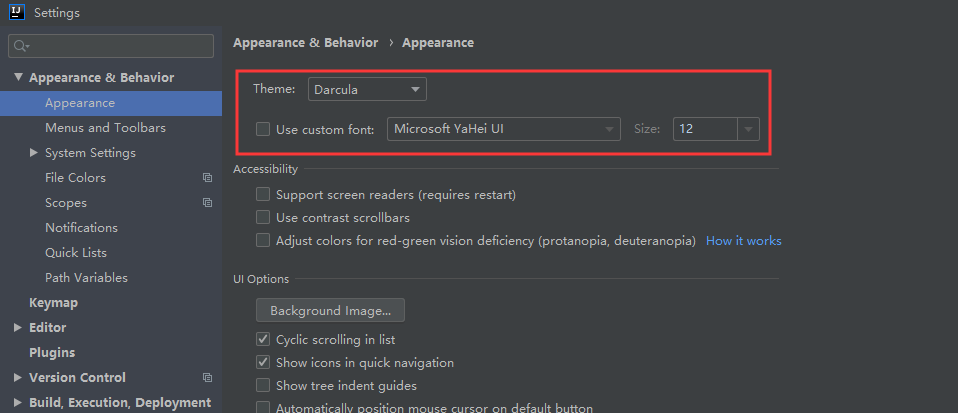 IJ Settings
Appearance & Behavior › Appearance
Appearance & Behavior
Appearance
Menus and Toolbars
System Settings
File Colors
Scopes
Notifications
Quick Lists
Path Variables
Keymap
Editor
Plugins
Version Control
Build, Execution, Deployment
Theme: Darcula
Use custom font: Microsoft YaHei UI Size: 12
Accessibility
Support screen readers (requires restart)
Use contrast scrollbars
Adjust colors for red-green vision deficiency (protanopia, deuteranopia) How it works
UI Options
Background Image...
Cyclic scrolling in list
Show icons in quick navigation
Show tree indent guides
Automatically position mouse cursor on default button